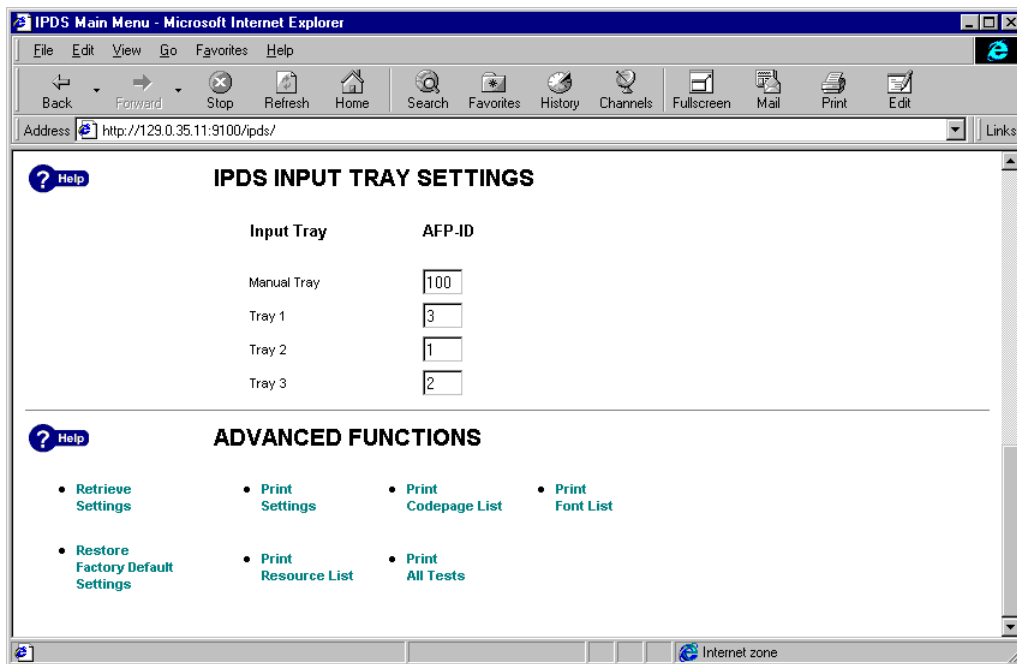 IPDS Main Menu - Microsoft Internet Explorer
File Edit View Go Favorites Help
Back Forward Stop Refresh Home Search Favorites History Channels Fullscreen Mail Print Edit
Address http://129.0.35.11:9100/ipds/ Links
? Help IPDS INPUT TRAY SETTINGS
Input Tray AFP-ID
Manual Tray 100
Tray 1 3
Tray 2 1
Tray 3 2
? Help ADVANCED FUNCTIONS
Retrieve Print Print Print
Settings Settings Codepage List Font List
Restore
Factory Default
Settings
Print Print
Resource List All Tests
Internet zone